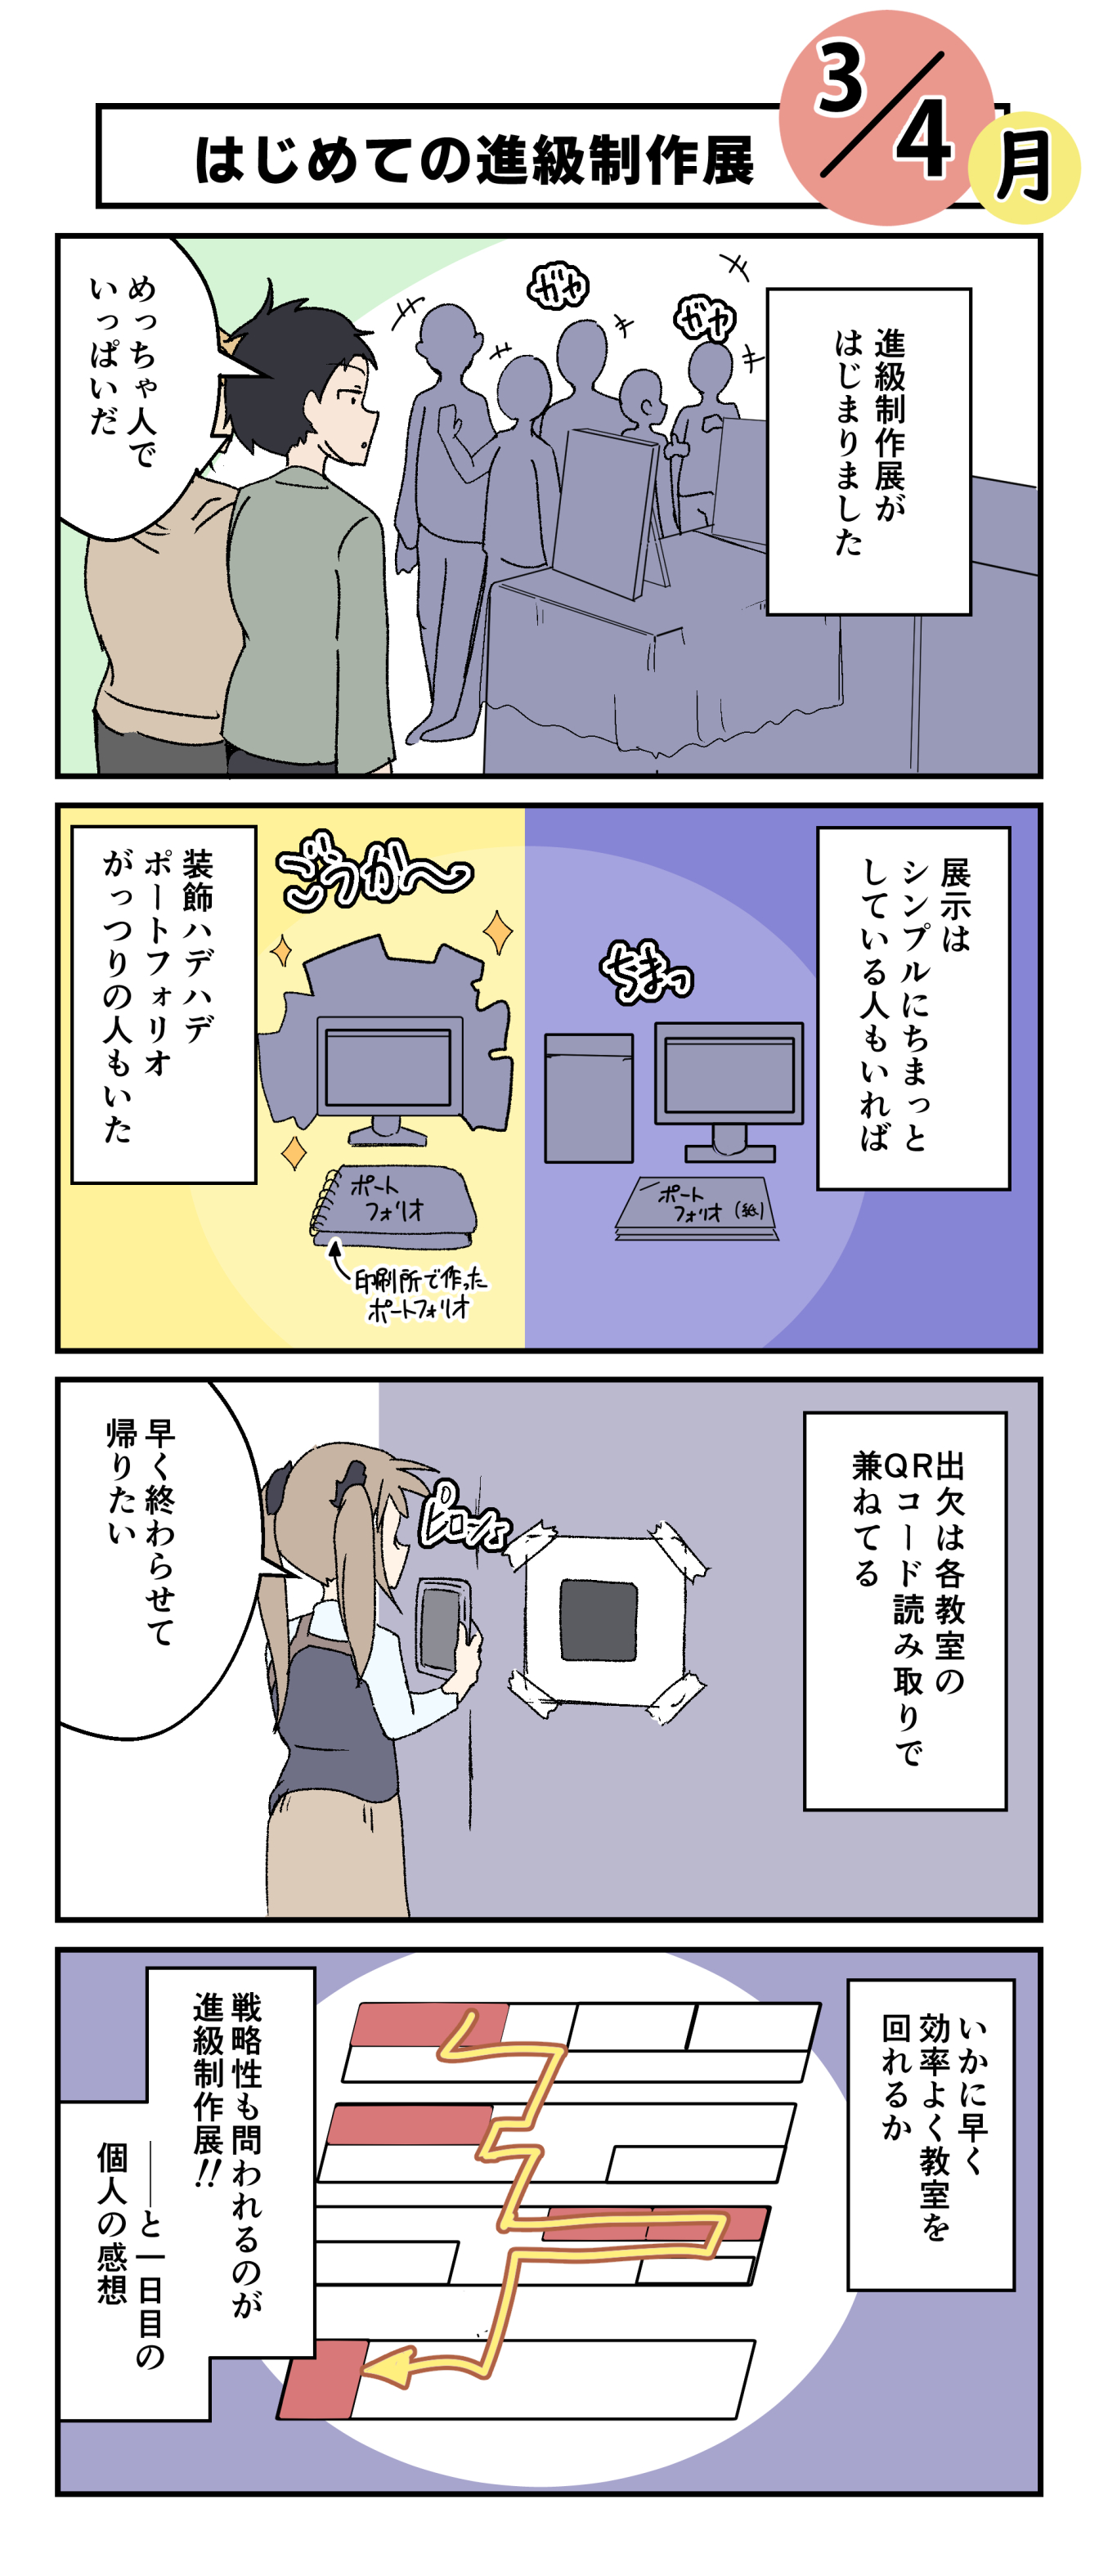 はじめての進級制作展
3/4
月
進級制作展が
はじまりました
ガヤ
ガヤ
めっちゃ人で
いっぱいだ
展示は
シンプルにちまっと
している人もいれば
ちまっ
ポート
フォリオ(紙)
ごうか〜
装飾ハデハデ
ポートフォリオ
がっつりの人もいた
ポート
フォリオ
印刷所で作った
ポートフォリオ
出欠は各教室の
QRコード読み取りで
兼ねてる
ピロンッ
早く終わらせて
帰りたい
いかに早く
効率よく教室を
回れるか
戦略性も問われるのが
進級制作展!!
――と一日目の
個人の感想